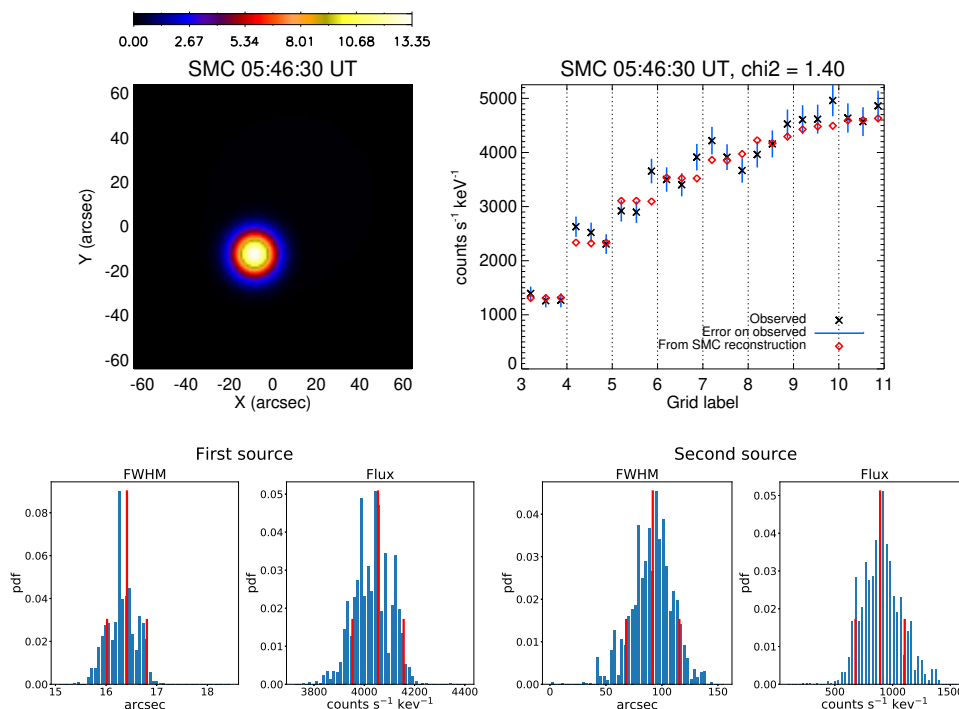 0.00 2.67 5.34 8.01 10.68 13.35
SMC 05:46:30 UT
60
40
20
0
-20
-40
-60
Y (arcsec)
-60 -40 -20 0 20 40 60
X (arcsec)
SMC 05:46:30 UT, chi2 = 1.40
5000
4000
3000
2000
1000
0
counts s⁻¹ keV⁻¹
Observed
Error on observed
From SMC reconstruction
3 4 5 6 7 8 9 10 11
Grid label
First source
FWHM
0.08
0.06
0.04
0.02
0.00
pdf
15 16 17 18
arcsec
Flux
0.05
0.04
0.03
0.02
0.01
0.00
pdf
3800 4000 4200 4400
counts s⁻¹ kev⁻¹
Second source
FWHM
0.04
0.03
0.02
0.01
0.00
pdf
0 50 100 150
arcsec
Flux
0.05
0.04
0.03
0.02
0.01
0.00
pdf
500 1000 1500
counts s⁻¹ kev⁻¹